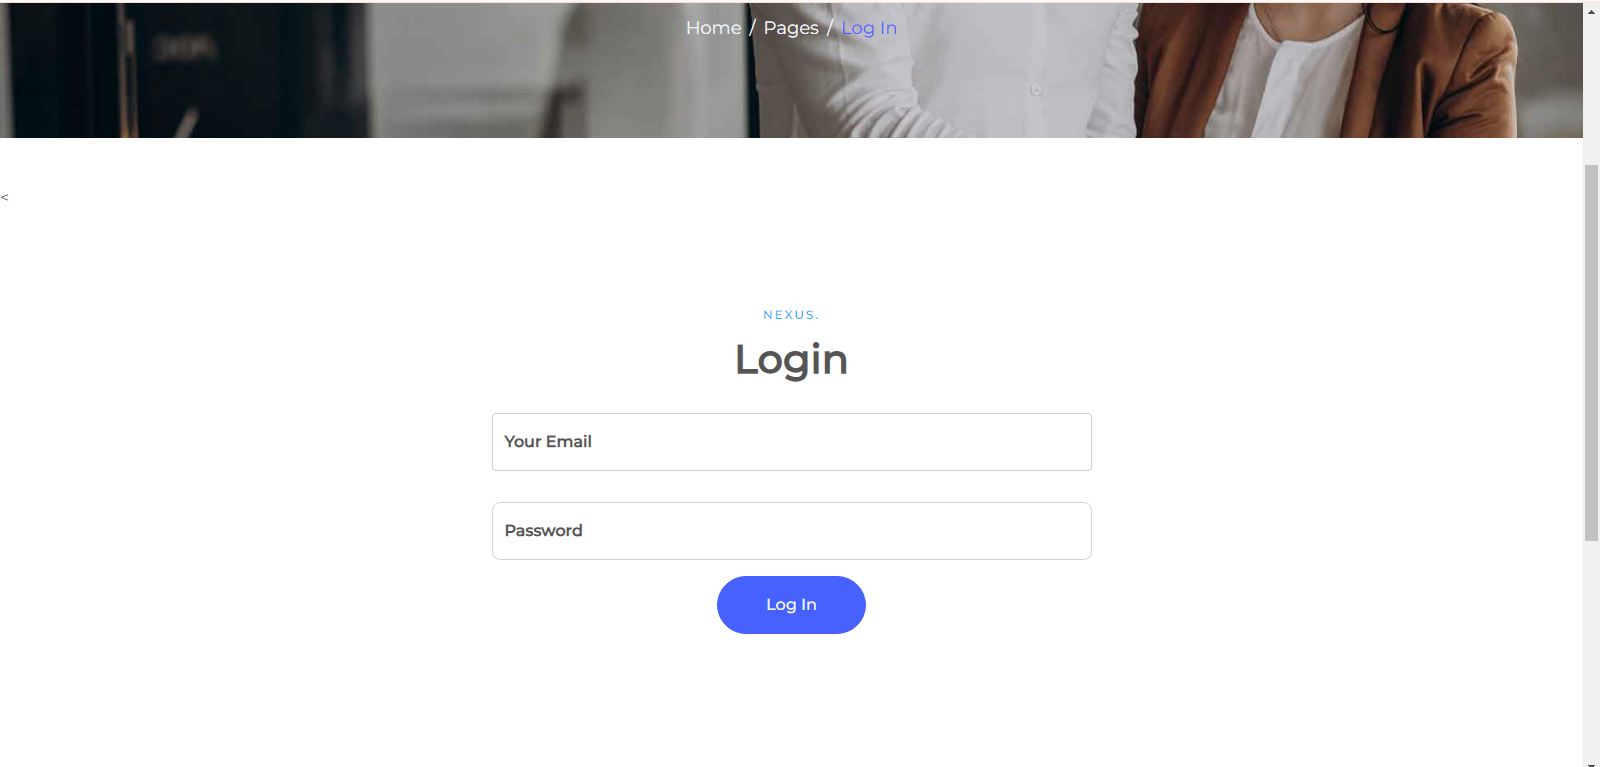 Home / Pages / Log In
<
NEXUS.
Login
Your Email
Password
Log In